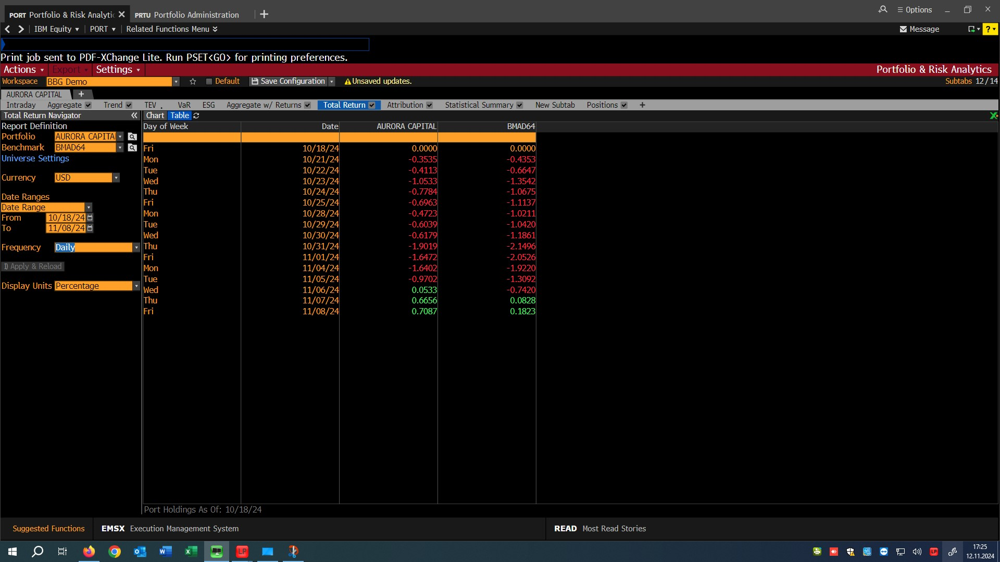 PORT Portfolio & Risk Analytic PRTU Portfolio Administration Options
IBM Equity PORT Related Functions Menu Message ?
Print job sent to PDF-XChange Lite. Run PSET<GO> for printing preferences.
Actions Export Settings Portfolio & Risk Analytics
Workspace BBG Demo Default Save Configuration Unsaved updates. Subtabs 12/14
AURORA CAPITAL +
Intraday Aggregate Trend TEV . VaR ESG Aggregate w/ Returns Total Return Attribution Statistical Summary New Subtab Positions +
Total Return Navigator « Chart Table
Report Definition
Portfolio AURORA CAPITAL
Benchmark BMAD64
Universe Settings
Currency USD
Date Ranges
Date Range
From 10/18/24
To 11/08/24
Frequency Daily
1) Apply & Reload
Display Units Percentage
Day of Week Date AURORA CAPITAL BMAD64
Fri 10/18/24 0.0000 0.0000
Mon 10/21/24 -0.3535 -0.4353
Tue 10/22/24 -0.4113 -0.6647
Wed 10/23/24 -1.0533 -1.3542
Thu 10/24/24 -0.7784 -1.0675
Fri 10/25/24 -0.6963 -1.1137
Mon 10/28/24 -0.4723 -1.0211
Tue 10/29/24 -0.6039 -1.0420
Wed 10/30/24 -0.6179 -1.1861
Thu 10/31/24 -1.9019 -2.1496
Fri 11/01/24 -1.6472 -2.0526
Mon 11/04/24 -1.6402 -1.9220
Tue 11/05/24 -0.9702 -1.3092
Wed 11/06/24 0.0533 -0.7420
Thu 11/07/24 0.6656 0.0828
Fri 11/08/24 0.7087 0.1823
Port Holdings As Of: 10/18/24
Suggested Functions EMSX Execution Management System READ Most Read Stories
LP LP 17:25
12.11.2024